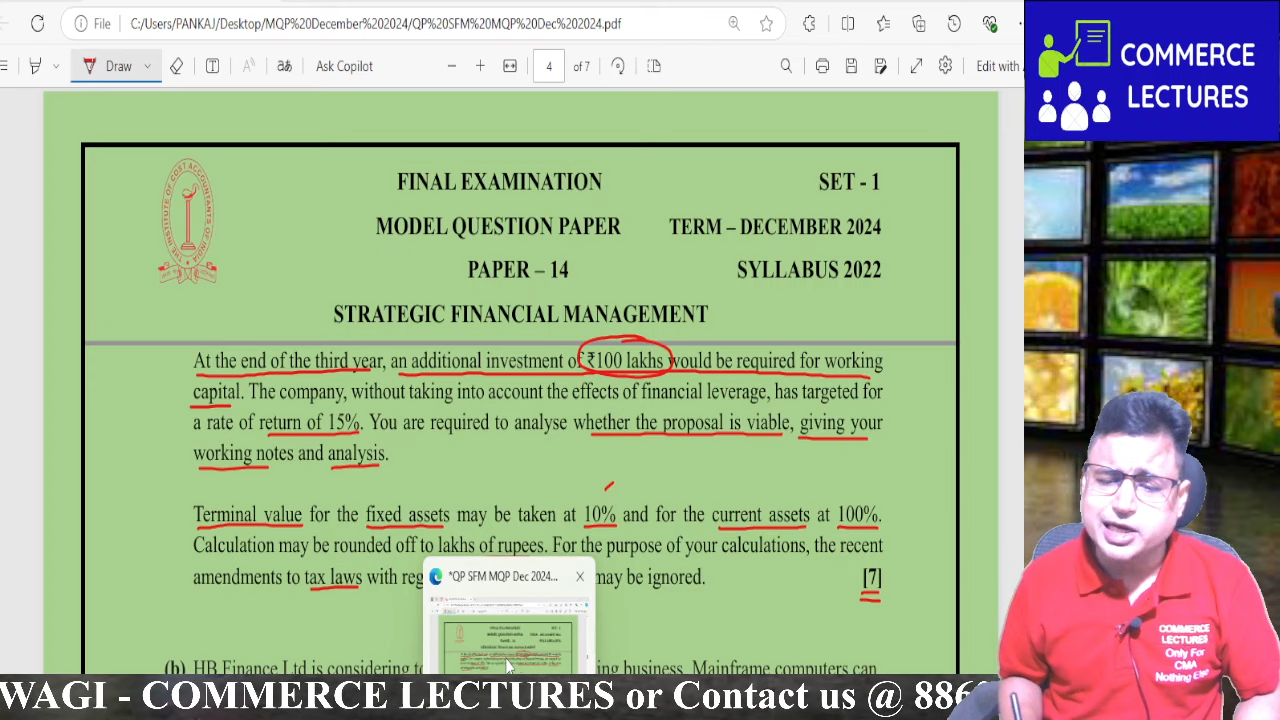 File C:/Users/PANKAJ/Desktop/MQP%20December%202024/QP%20SFM%20MQP%20Dec%202024.pdf
Draw Ask Copilot 4 of 7 Edit with
COMMERCE
LECTURES
FINAL EXAMINATION SET - 1
MODEL QUESTION PAPER TERM – DECEMBER 2024
PAPER – 14 SYLLABUS 2022
STRATEGIC FINANCIAL MANAGEMENT
THE INSTITUTE OF COST ACCOUNTANTS OF INDIA
At the end of the third year, an additional investment of ₹100 lakhs would be required for working
capital. The company, without taking into account the effects of financial leverage, has targeted for
a rate of return of 15%. You are required to analyse whether the proposal is viable, giving your
working notes and analysis.
Terminal value for the fixed assets may be taken at 10% and for the current assets at 100%.
Calculation may be rounded off to lakhs of rupees. For the purpose of your calculations, the recent
amendments to tax laws with reg may be ignored. [7]
*QP SFM MQP Dec 2024...
(b) Finance Ltd is considering to ing business. Mainframe computers can,
COMMERCE
LECTURES
Only For
CMA
WAGI - COMMERCE LECTURES or Contact us @ 886